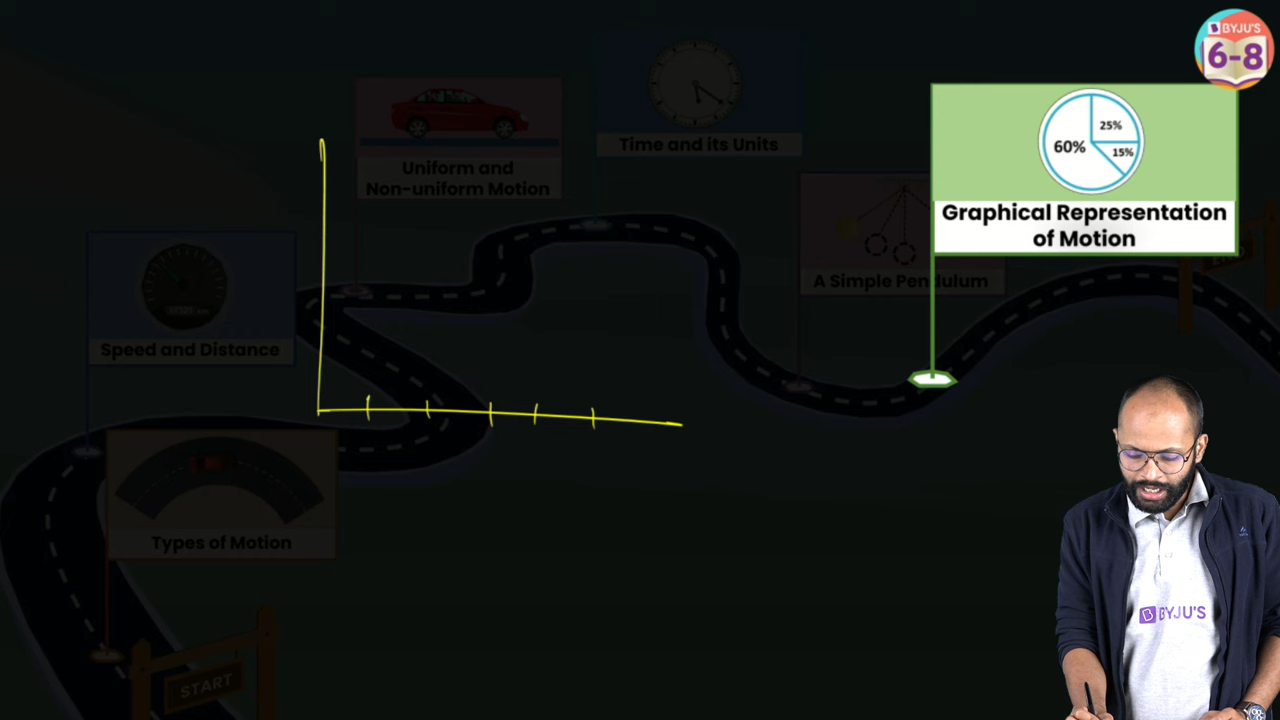 BYJU'S
6-8
25%
60%
15%
Graphical Representation
of Motion
Time and its Units
Uniform and
Non-uniform Motion
A Simple Pendulum
Speed and Distance
Types of Motion
START
BYJU'S